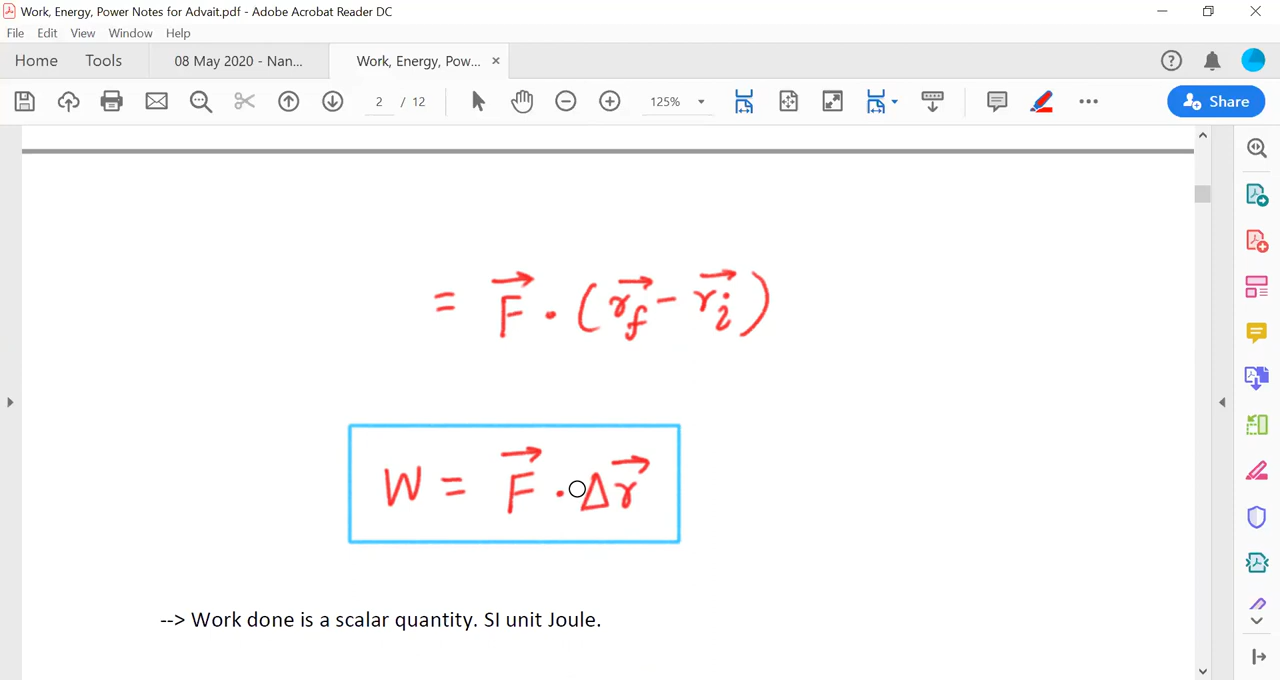 Work, Energy, Power Notes for Advait.pdf - Adobe Acrobat Reader DC
File Edit View Window Help
Home Tools 08 May 2020 - Nan... Work, Energy, Pow... ×
2 / 12 125% Share
= F⃗ · (r⃗f - r⃗i)
W = F⃗ · Δr⃗
--> Work done is a scalar quantity. SI unit Joule.